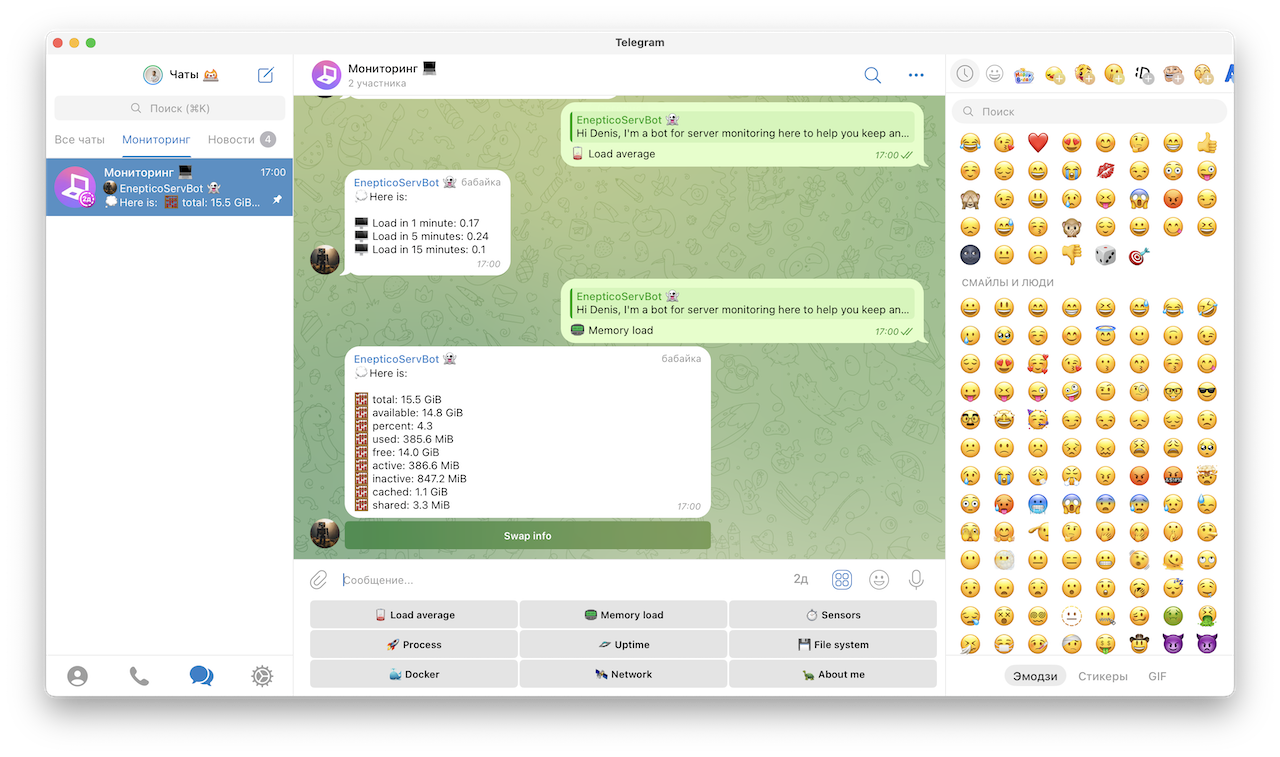 Telegram
Чаты
Поиск (⌘K)
Все чаты
Мониторинг
Новости
4
Мониторинг
17:00
EnepticoServBot
Here is: total: 15.5 GiB...
Мониторинг
2 участника
EnepticoServBot
Hi Denis, I'm a bot for server monitoring here to help you keep an...
Load average
17:00
EnepticoServBot
бабайка
Here is:
Load in 1 minute: 0.17
Load in 5 minutes: 0.24
Load in 15 minutes: 0.1
17:00
EnepticoServBot
Hi Denis, I'm a bot for server monitoring here to help you keep an...
Memory load
17:00
EnepticoServBot
бабайка
Here is:
total: 15.5 GiB
available: 14.8 GiB
percent: 4.3
used: 385.6 MiB
free: 14.0 GiB
active: 386.6 MiB
inactive: 847.2 MiB
cached: 1.1 GiB
shared: 3.3 MiB
17:00
Swap info
Сообщение...
2д
Load average
Memory load
Sensors
Process
Uptime
File system
Docker
Network
About me
Поиск
СМАЙЛЫ И ЛЮДИ
Эмодзи
Стикеры
GIF